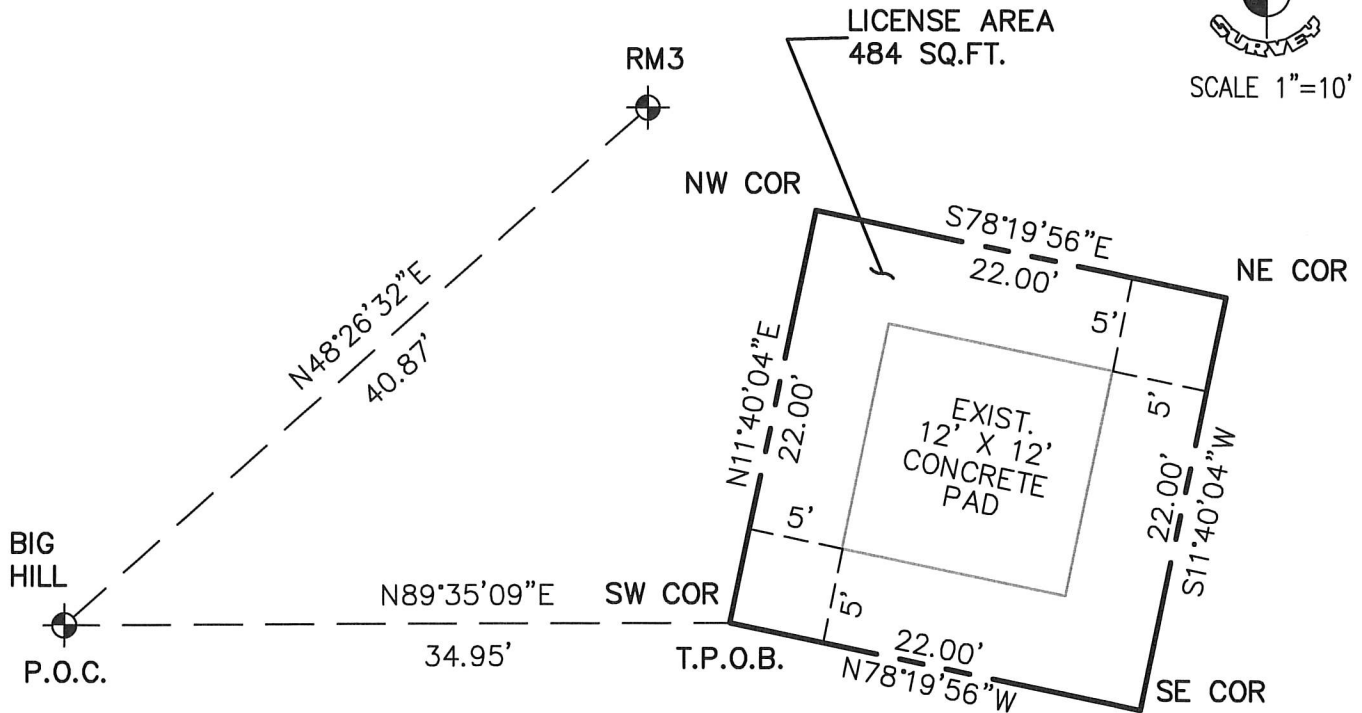 LICENSE AREA
484 SQ.FT.
SURVEY
SCALE 1"=10'
RM3
NW COR
S78°19'56"E
22.00'
NE COR
N48°26'32"E
40.87'
5'
5'
N11°40'04"E
22.00'
EXIST.
12' X 12'
CONCRETE
PAD
22.00'
S11°40'04"W
5'
BIG
HILL
N89°35'09"E
SW COR
5'
34.95'
P.O.C.
T.P.O.B.
22.00'
N78°19'56"W
SE COR